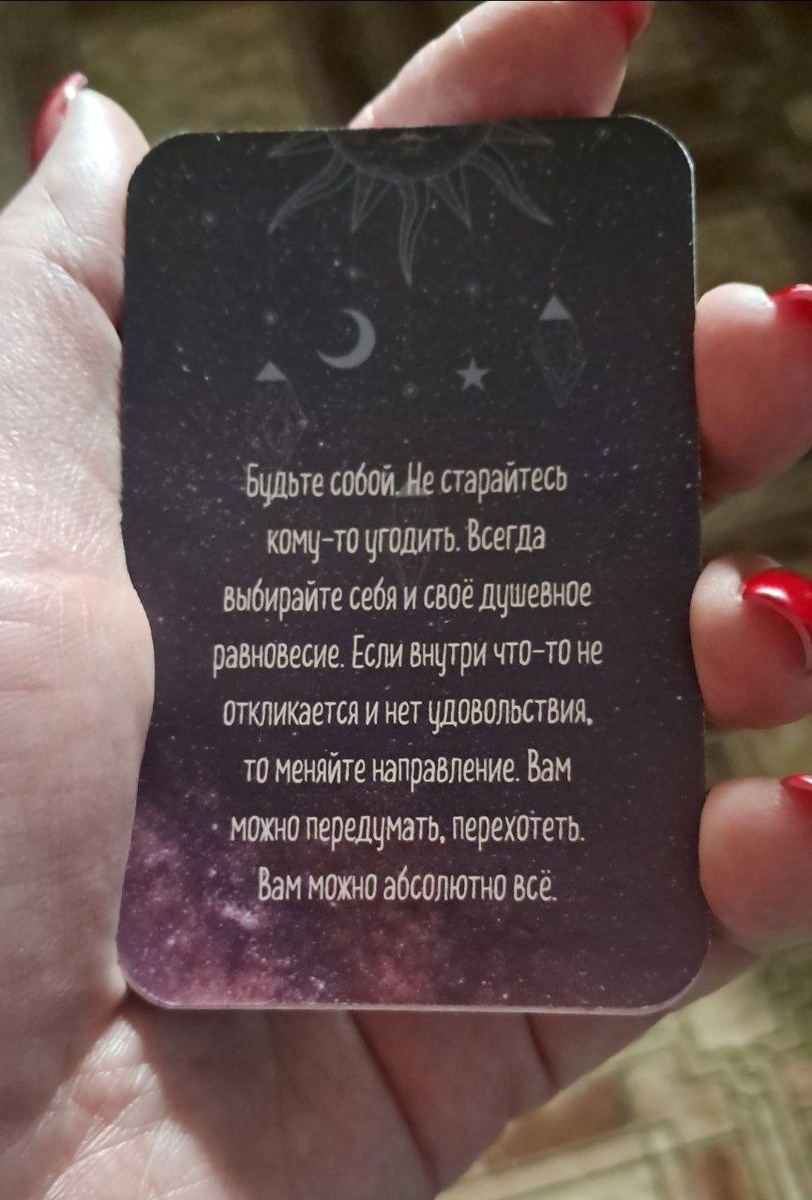 Будьте собой. Не старайтесь
кому-то угодить. Всегда
выбирайте себя и своё душевное
равновесие. Если внутри что-то не
откликается и нет удовольствия,
то меняйте направление. Вам
можно передумать, перехотеть.
Вам можно абсолютно всё.